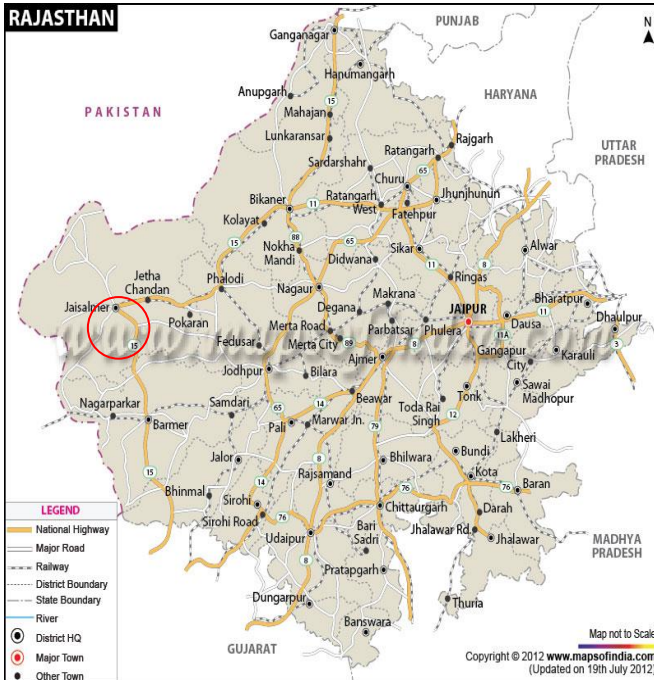 RAJASTHAN
PUNJAB
N
Ganganagar
Hanumangarh
HARYANA
Anupgarh
PAKISTAN
15
Mahajan
Lunkaransar
Rajgarh
UTTAR
PRADESH
Ratangarh
Sardarshahr
65
Churu
Jhunjhunun
Bikaner
11
Ratangarh
West
Fatehpur
Kolayat
88
65
15
Nokha
Mandi
Sikar
8
Alwar
Didwana
11
Jetha
Chandan
Phalodi
Nagaur
Ringas
Jaisalmer
Makrana
Degana
JAIPUR
Bharatpur
Pokaran
Parbatsar
Phulera
Dausa
11
Dhaulpur
Merta Road
11A
15
Fedusar
Merta City
89
8
Gangapur
City
Karauli
3
Ajmer
Jodhpur
Bilara
Sawai
Madhopur
Beawar
Tonk
Nagarparkar
Samdari
65
14
Toda Rai
Singh
12
Barmer
Pali
Marwar Jn.
79
Lakheri
Jalor
8
Bhilwara
Bundi
15
14
Rajsamand
Kota
Baran
Bhinmal
76
76
Sirohi
Chittaurgarh
Darah
Sirohi Road
76
Bari
Sadri
Jhalawar Rd.
Udaipur
Jhalawar
MADHYA
PRADESH
8
Pratapgarh
Dungarpur
Thuria
Banswara
GUJARAT
LEGEND
National Highway
Major Road
Railway
District Boundary
State Boundary
River
District HQ
Major Town
Other Town
Map not to Scale
Copyright © 2012 www.mapsofindia.com
(Updated on 19th July 2012)